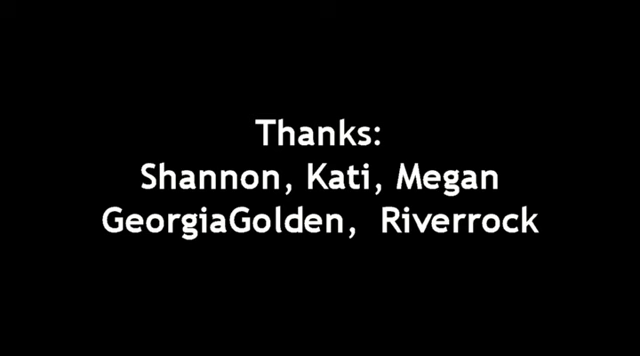 Thanks:
Shannon, Kati, Megan
GeorgiaGolden,  Riverrock